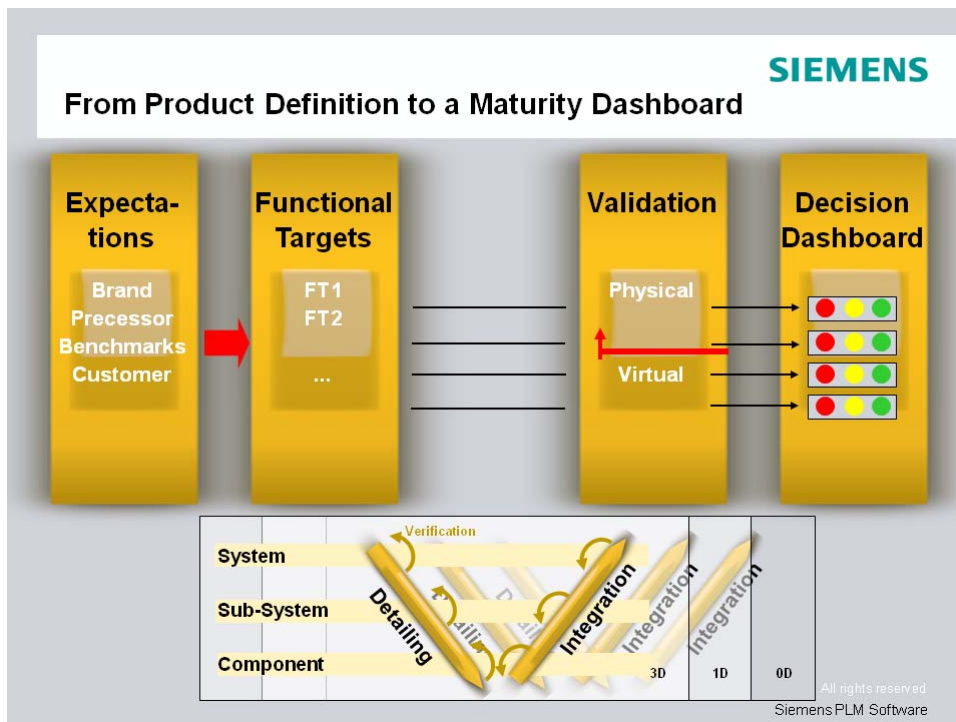 SIEMENS
From Product Definition to a Maturity Dashboard
Expecta-
tions
Brand
Precessor
Benchmarks
Customer
Functional
Targets
FT1
FT2
...
Validation
Physical
Virtual
Decision
Dashboard
Verification
System
Sub-System
Component
Detailing
Integration
Integration
Integration
3D
1D
0D
All rights reserved
Siemens PLM Software